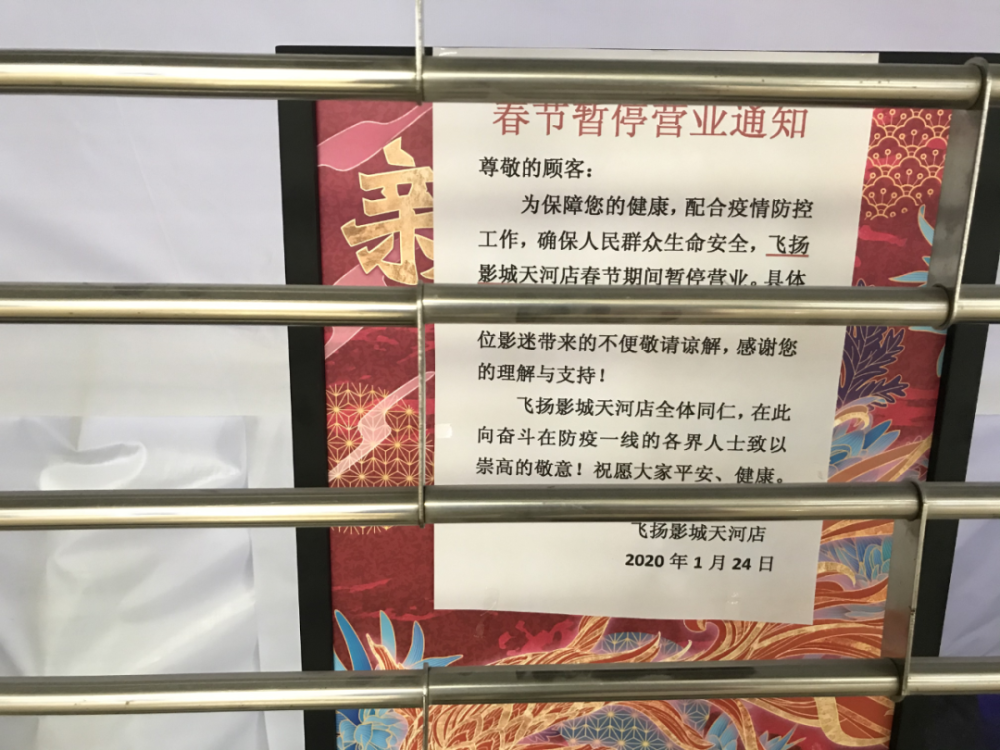 春节暂停营业通知
尊敬的顾客：
为保障您的健康，配合疫情防控
工作，确保人民群众生命安全，飞扬
影城天河店春节期间暂停营业。具体
位影迷带来的不便敬请谅解，感谢您
的理解与支持！
飞扬影城天河店全体同仁，在此
向奋斗在防疫一线的各界人士致以
崇高的敬意！祝愿大家平安、健康。
飞扬影城天河店
2020 年 1 月 24 日